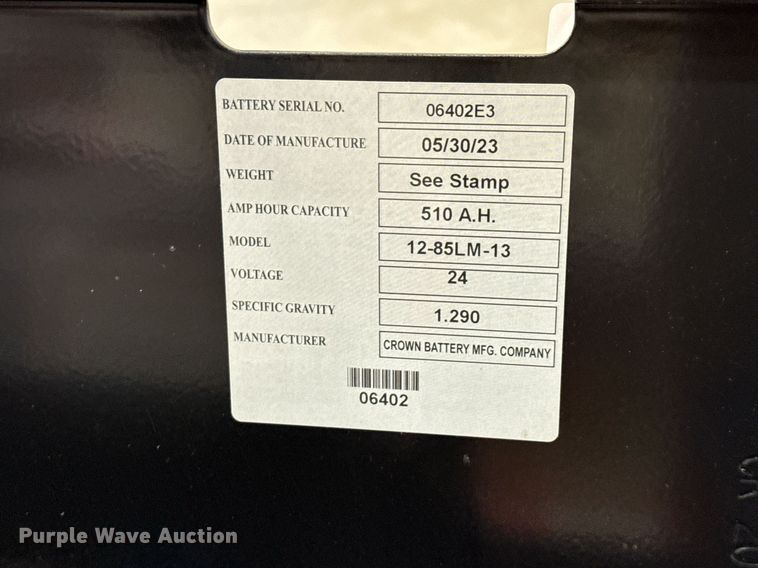 BATTERY SERIAL NO. 06402E3
DATE OF MANUFACTURE 05/30/23
WEIGHT See Stamp
AMP HOUR CAPACITY 510 A.H.
MODEL 12-85LM-13
VOLTAGE 24
SPECIFIC GRAVITY 1.290
MANUFACTURER CROWN BATTERY MFG. COMPANY
06402
Purple Wave Auction